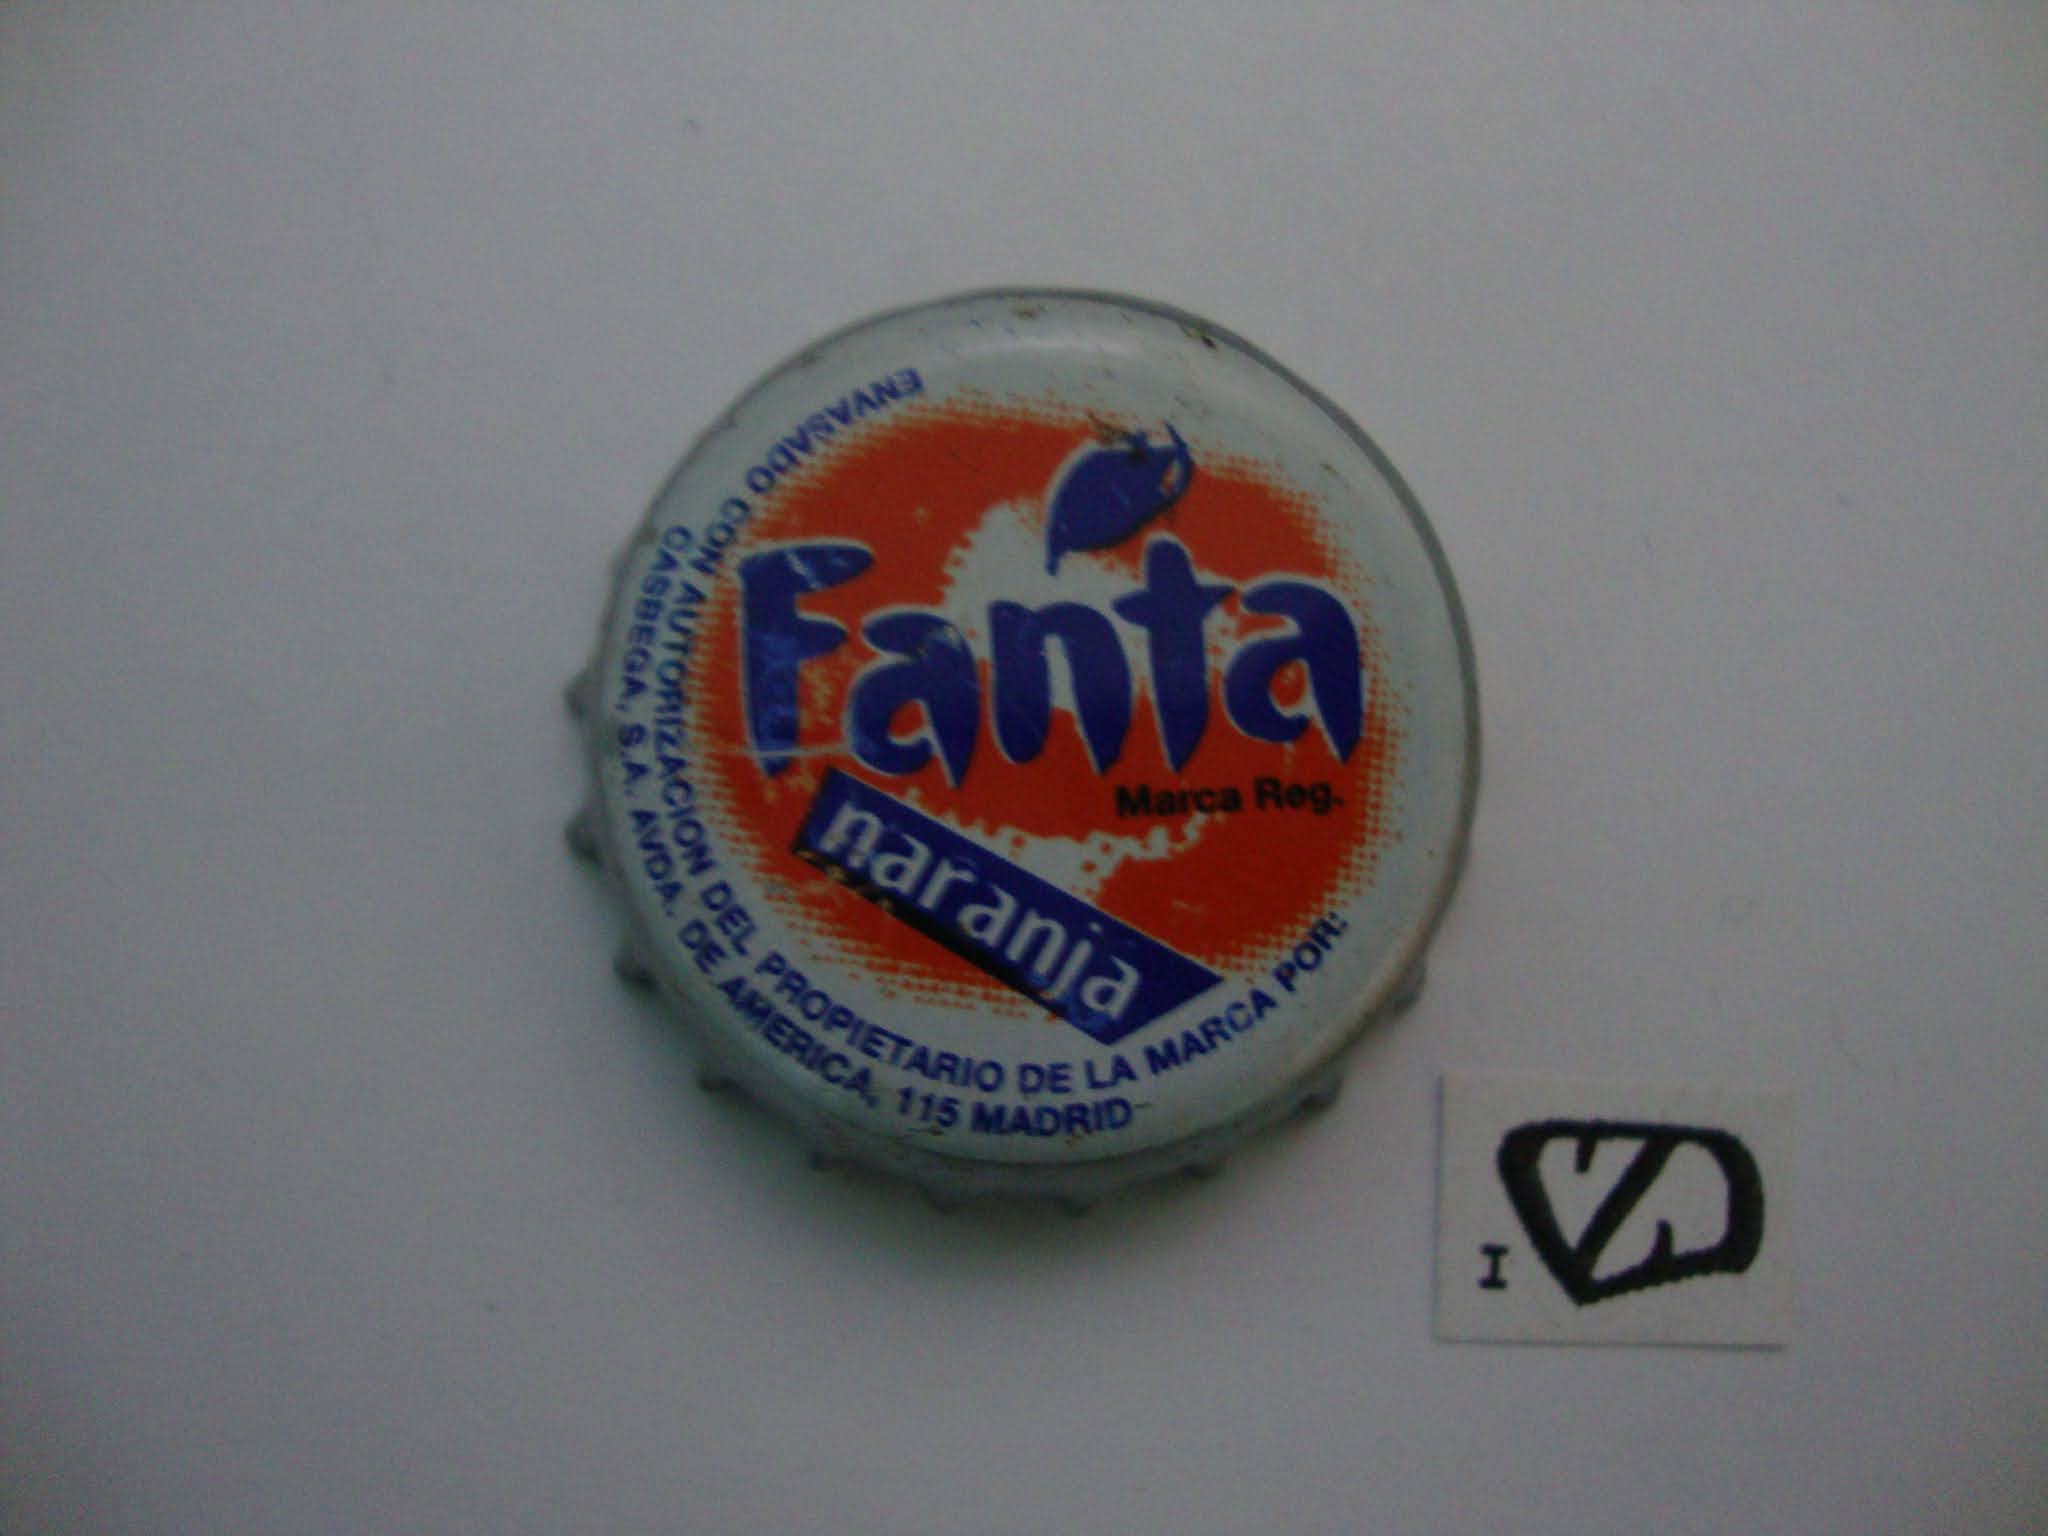 Fanta
Marca Reg.
naranja
ENVASADO CON AUTORIZACION DEL PROPIETARIO DE LA MARCA POR:
CASBEGA, S.A. AVDA. DE AMERICA, 115 MADRID
I